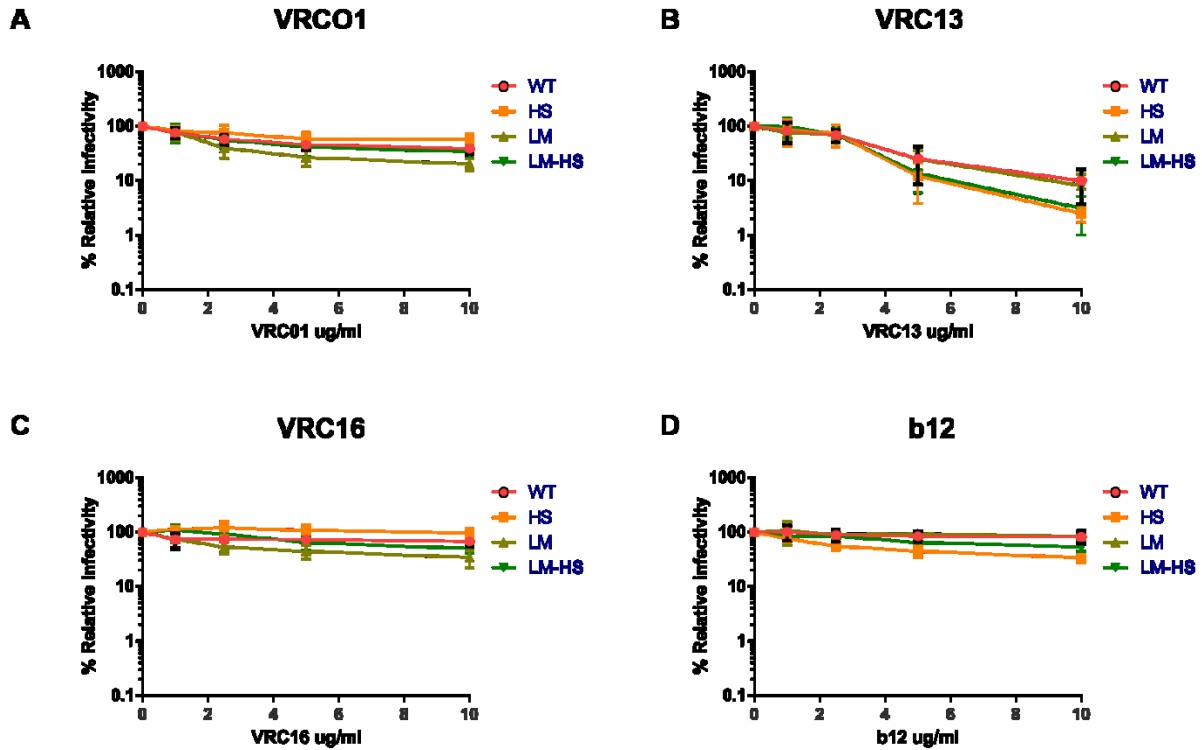 A
VRCO1
1000
100
10
1
0.1
% Relative Infectivity
0
2
4
6
8
10
VRC01 ug/ml
WT
HS
LM
LM-HS
B
VRC13
1000
100
10
1
0.1
% Relative Infectivity
0
2
4
6
8
10
VRC13 ug/ml
WT
HS
LM
LM-HS
C
VRC16
1000
100
10
1
0.1
% Relative Infectivity
0
2
4
6
8
10
VRC16 ug/ml
WT
HS
LM
LM-HS
D
b12
1000
100
10
1
0.1
% Relative Infectivity
0
2
4
6
8
10
b12 ug/ml
WT
HS
LM
LM-HS